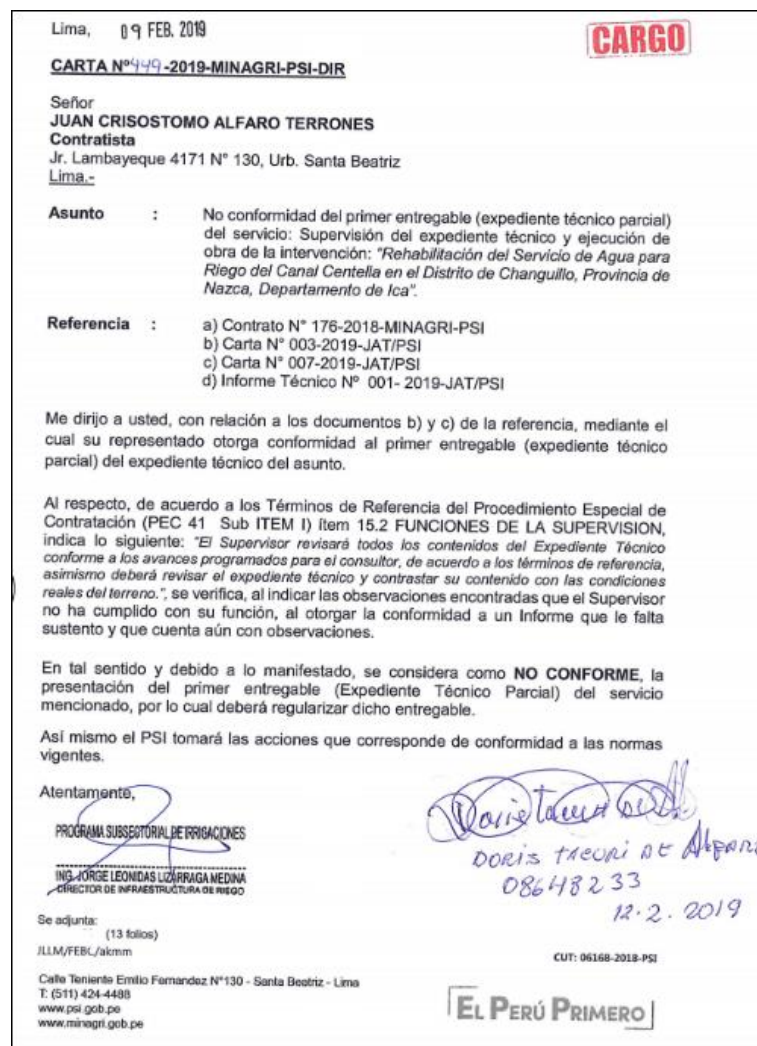 Lima, 09 FEB. 2019
CARGO
CARTA Nº449-2019-MINAGRI-PSI-DIR
Señor
JUAN CRISOSTOMO ALFARO TERRONES
Contratista
Jr. Lambayeque 4171 N° 130, Urb. Santa Beatriz
Lima.-
Asunto : No conformidad del primer entregable (expediente técnico parcial)
del servicio: Supervisión del expediente técnico y ejecución de
obra de la intervención: "Rehabilitación del Servicio de Agua para
Riego del Canal Centella en el Distrito de Changuillo, Provincia de
Nazca, Departamento de Ica".
Referencia : a) Contrato N° 176-2018-MINAGRI-PSI
b) Carta N° 003-2019-JAT/PSI
c) Carta N° 007-2019-JAT/PSI
d) Informe Técnico Nº 001- 2019-JAT/PSI
Me dirijo a usted, con relación a los documentos b) y c) de la referencia, mediante el
cual su representado otorga conformidad al primer entregable (expediente técnico
parcial) del expediente técnico del asunto.
Al respecto, de acuerdo a los Términos de Referencia del Procedimiento Especial de
Contratación (PEC 41 Sub ITEM I) ítem 15.2 FUNCIONES DE LA SUPERVISION,
indica lo siguiente: "El Supervisor revisará todos los contenidos del Expediente Técnico
conforme a los avances programados para el consultor, de acuerdo a los términos de referencia,
asimismo deberá revisar el expediente técnico y contrastar su contenido con las condiciones
reales del terreno.", se verifica, al indicar las observaciones encontradas que el Supervisor
no ha cumplido con su función, al otorgar la conformidad a un Informe que le falta
sustento y que cuenta aún con observaciones.
En tal sentido y debido a lo manifestado, se considera como NO CONFORME, la
presentación del primer entregable (Expediente Técnico Parcial) del servicio
mencionado, por lo cual deberá regularizar dicho entregable.
Así mismo el PSI tomará las acciones que corresponde de conformidad a las normas
vigentes.
Atentamente,
PROGRAMA SUBSECTORIAL DE IRRIGACIONES
ING. JORGE LEONIDAS LIZARRAGA MEDINA
DIRECTOR DE INFRAESTRUCTURA DE RIEGO
DORIS TACURI DE ALFARO
08648233
12.2.2019
Se adjunta:
(13 folios)
JLLM/FEBL/akmm
CUT: 06168-2018-PSI
Calle Teniente Emilio Fernandez N°130 - Santa Beatriz - Lima
T: (511) 424-4488
www.psi.gob.pe
www.minagri.gob.pe
EL PERÚ PRIMERO